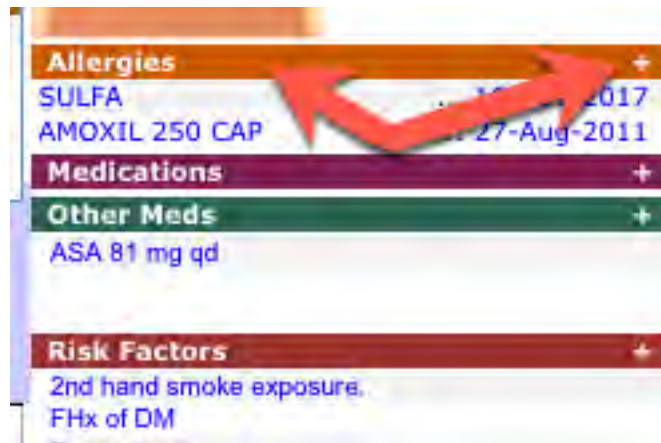 Allergies +
SULFA 2017
AMOXIL 250 CAP 27-Aug-2011
Medications +
Other Meds +
ASA 81 mg qd
Risk Factors +
2nd hand smoke exposure.
FHx of DM